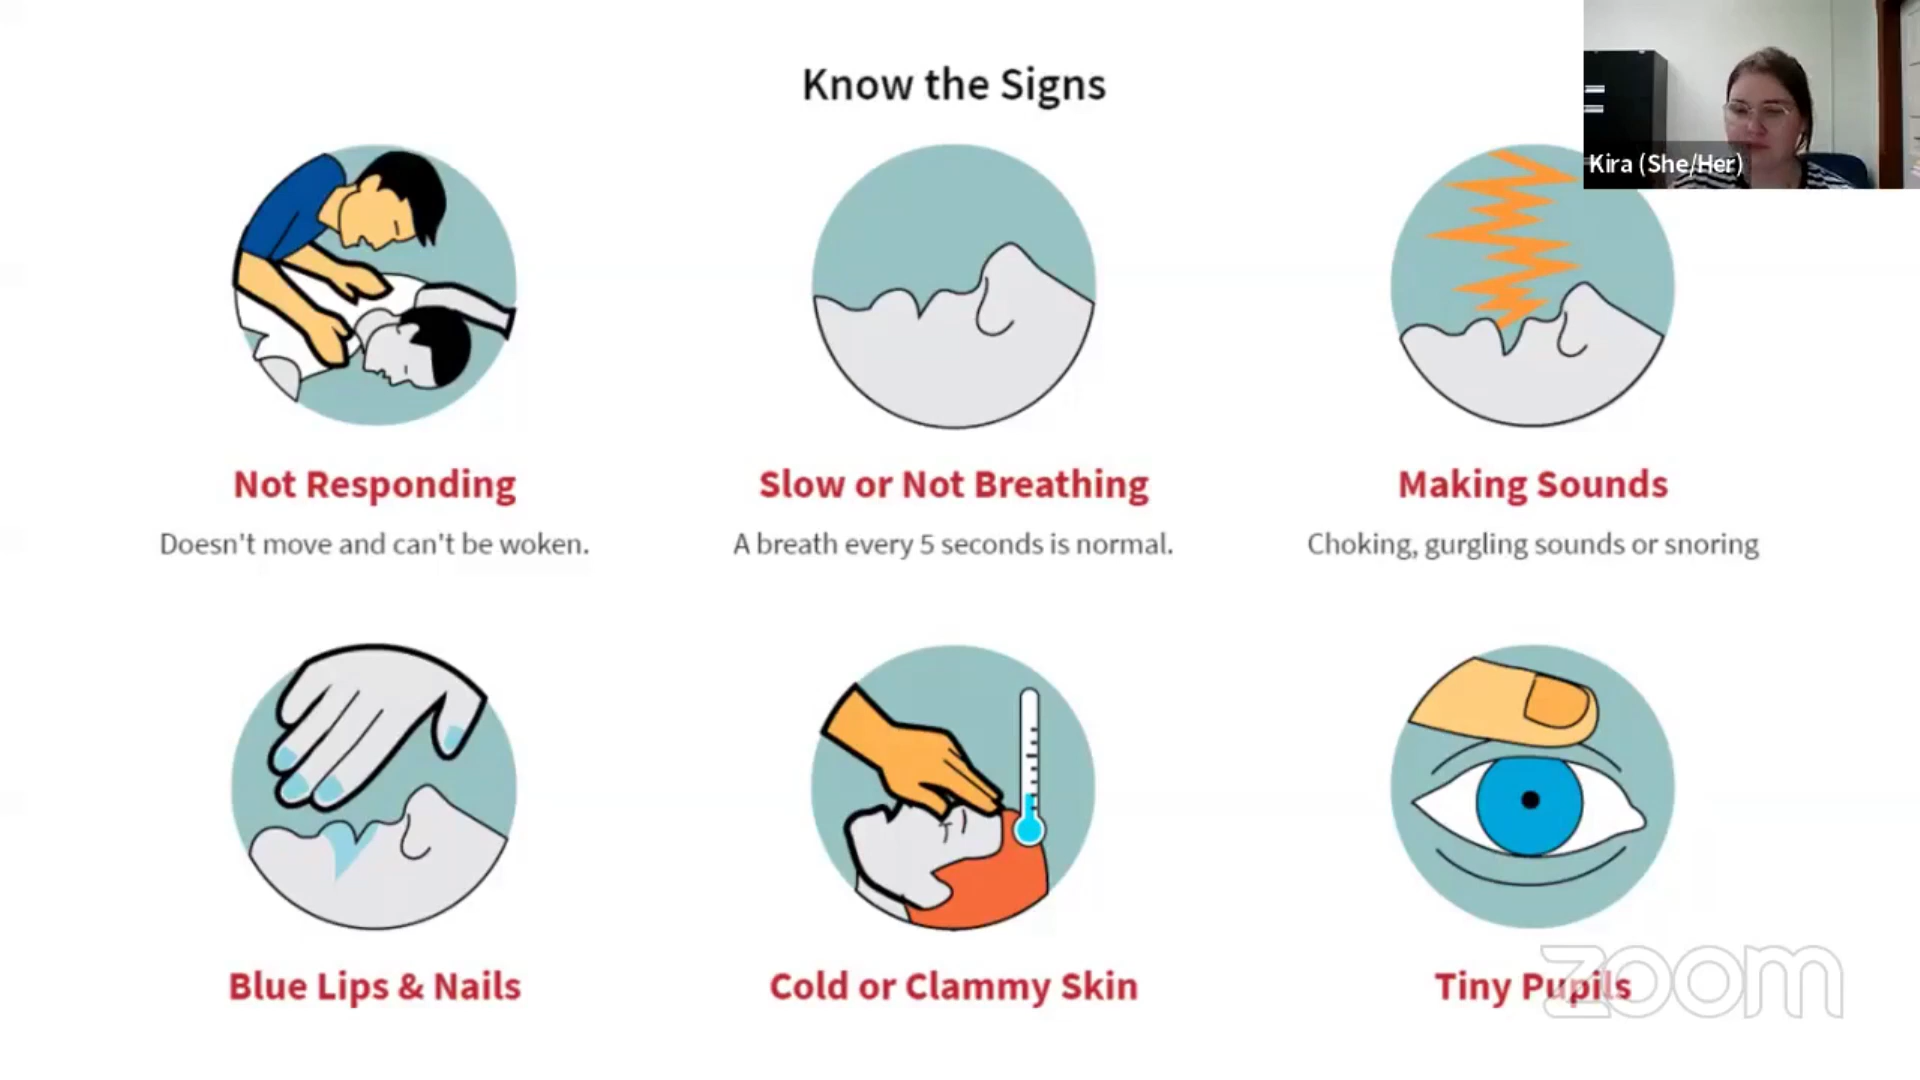 Know the Signs
Kira (She/Her)
Not Responding
Doesn't move and can't be woken.
Slow or Not Breathing
A breath every 5 seconds is normal.
Making Sounds
Choking, gurgling sounds or snoring
Blue Lips & Nails
Cold or Clammy Skin
Tiny Pupils
zoom